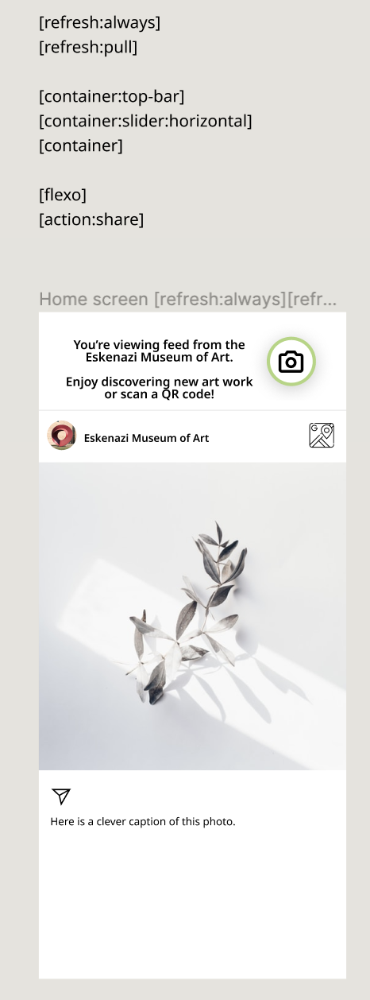 [refresh:always]
[refresh:pull]
[container:top-bar]
[container:slider:horizontal]
[container]
[flexo]
[action:share]
Home screen [refresh:always][refr...
You’re viewing feed from the
Eskenazi Museum of Art.
Enjoy discovering new art work
or scan a QR code!
Eskenazi Museum of Art
G
Here is a clever caption of this photo.